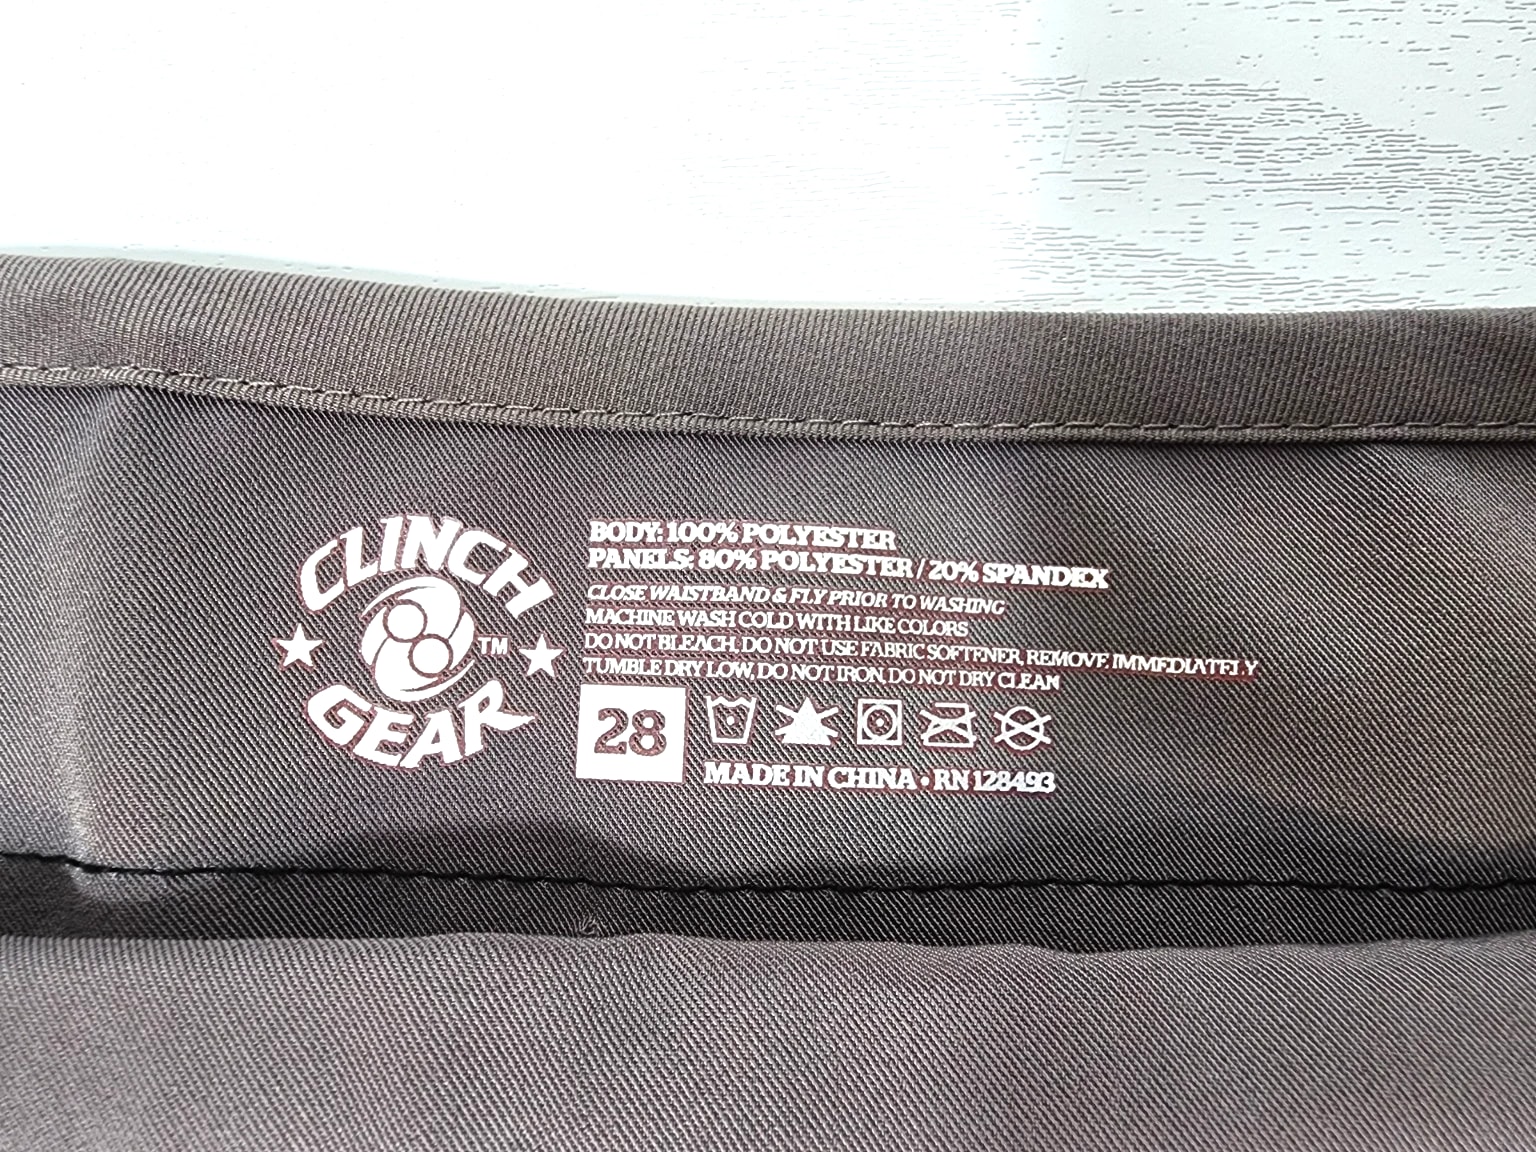 CLINCH
TM
GEAR
BODY: 100% POLYESTER
PANELS: 80% POLYESTER / 20% SPANDEX
CLOSE WAISTBAND & FLY PRIOR TO WASHING
MACHINE WASH COLD WITH LIKE COLORS
DO NOT BLEACH, DO NOT USE FABRIC SOFTENER, REMOVE IMMEDIATELY
TUMBLE DRY LOW, DO NOT IRON, DO NOT DRY CLEAN
28
MADE IN CHINA • RN 128493